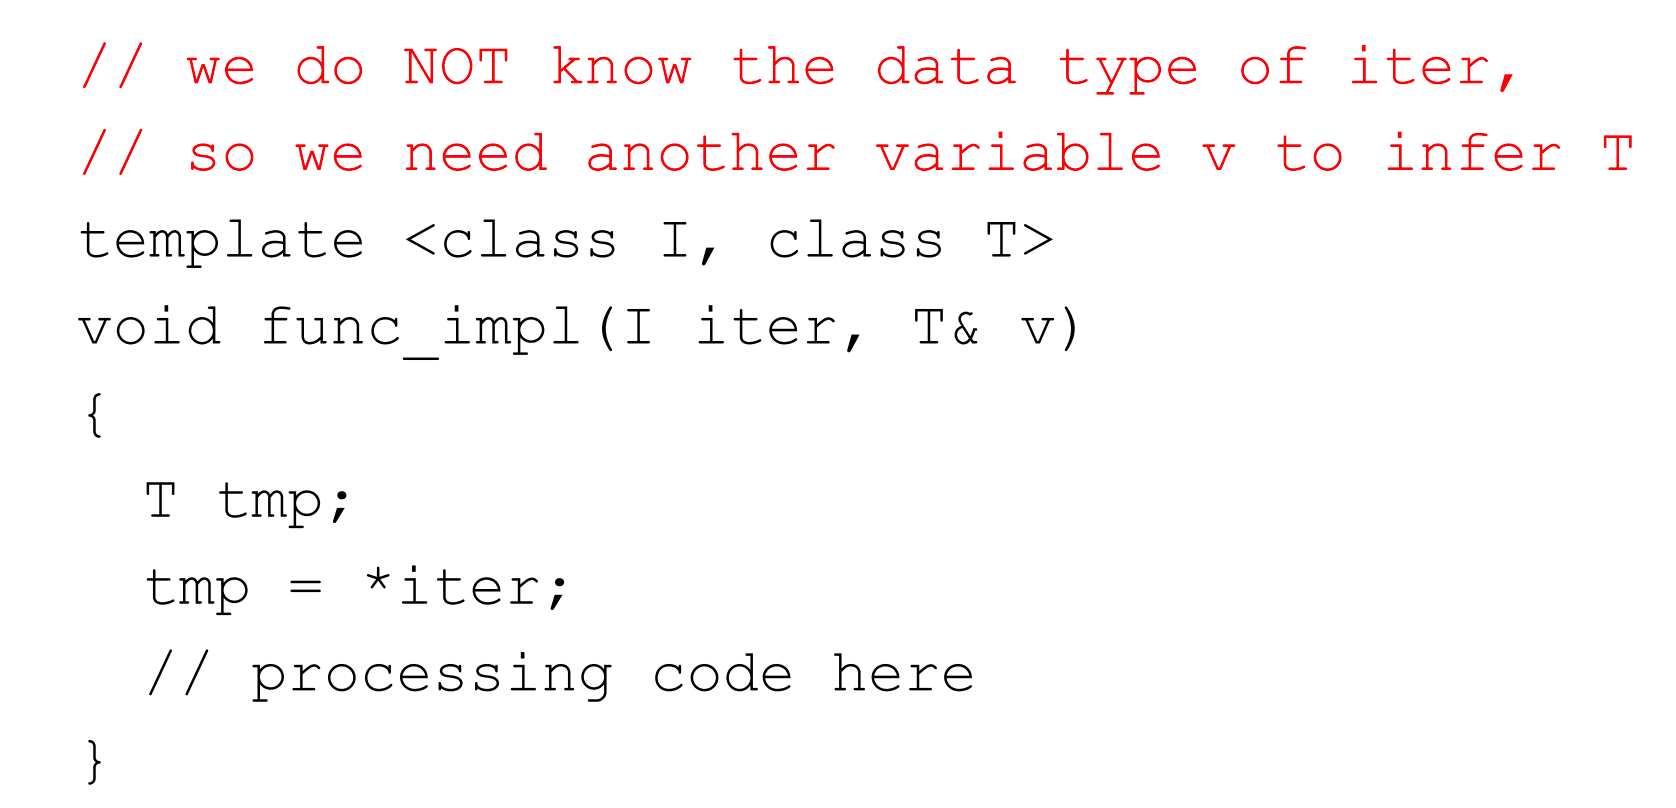 // we do NOT know the data type of iter,
// so we need another variable v to infer T
template <class I, class T>
void func_impl(I iter, T& v)
{
  T tmp;
  tmp = *iter;
  // processing code here
}